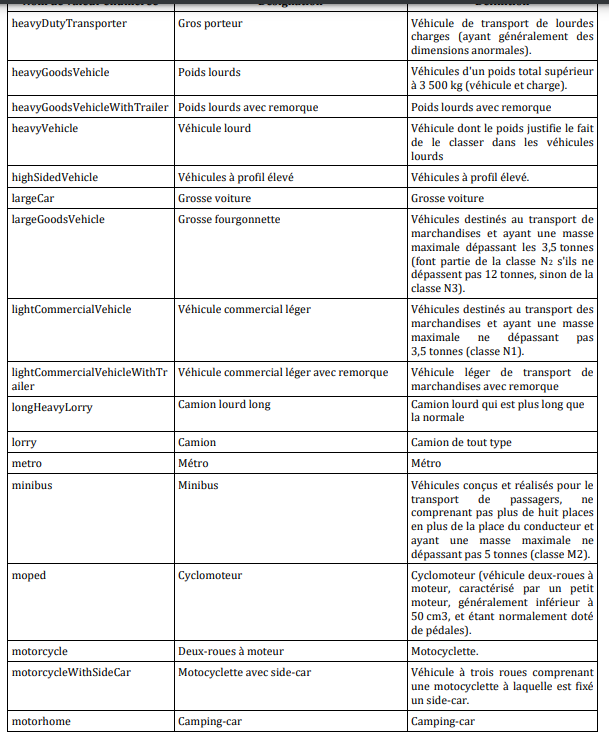 heavyDutyTransporter
Gros porteur
Véhicule de transport de lourdes
charges (ayant généralement des
dimensions anormales).
heavyGoodsVehicle
Poids lourds
Véhicules d'un poids total supérieur
à 3 500 kg (véhicule et charge).
heavyGoodsVehicleWithTrailer
Poids lourds avec remorque
Poids lourds avec remorque
heavyVehicle
Véhicule lourd
Véhicule dont le poids justifie le fait
de le classer dans les véhicules
lourds
highSidedVehicle
Véhicules à profil élevé
Véhicules à profil élevé.
largeCar
Grosse voiture
Grosse voiture
largeGoodsVehicle
Grosse fourgonnette
Véhicules destinés au transport de
marchandises et ayant une masse
maximale dépassant les 3,5 tonnes
(font partie de la classe N2 s'ils ne
dépassent pas 12 tonnes, sinon de la
classe N3).
lightCommercialVehicle
Véhicule commercial léger
Véhicules destinés au transport des
marchandises et ayant une masse
maximale ne dépassant pas
3,5 tonnes (classe N1).
lightCommercialVehicleWithTr
ailer
Véhicule commercial léger avec remorque
Véhicule léger de transport de
marchandises avec remorque
longHeavyLorry
Camion lourd long
Camion lourd qui est plus long que
la normale
lorry
Camion
Camion de tout type
metro
Métro
Métro
minibus
Minibus
Véhicules conçus et réalisés pour le
transport de passagers, ne
comprenant pas plus de huit places
en plus de la place du conducteur et
ayant une masse maximale ne
dépassant pas 5 tonnes (classe M2).
moped
Cyclomoteur
Cyclomoteur (véhicule deux-roues à
moteur, caractérisé par un petit
moteur, généralement inférieur à
50 cm3, et étant normalement doté
de pédales).
motorcycle
Deux-roues à moteur
Motocyclette.
motorcycleWithSideCar
Motocyclette avec side-car
Véhicule à trois roues comprenant
une motocyclette à laquelle est fixé
un side-car.
motorhome
Camping-car
Camping-car